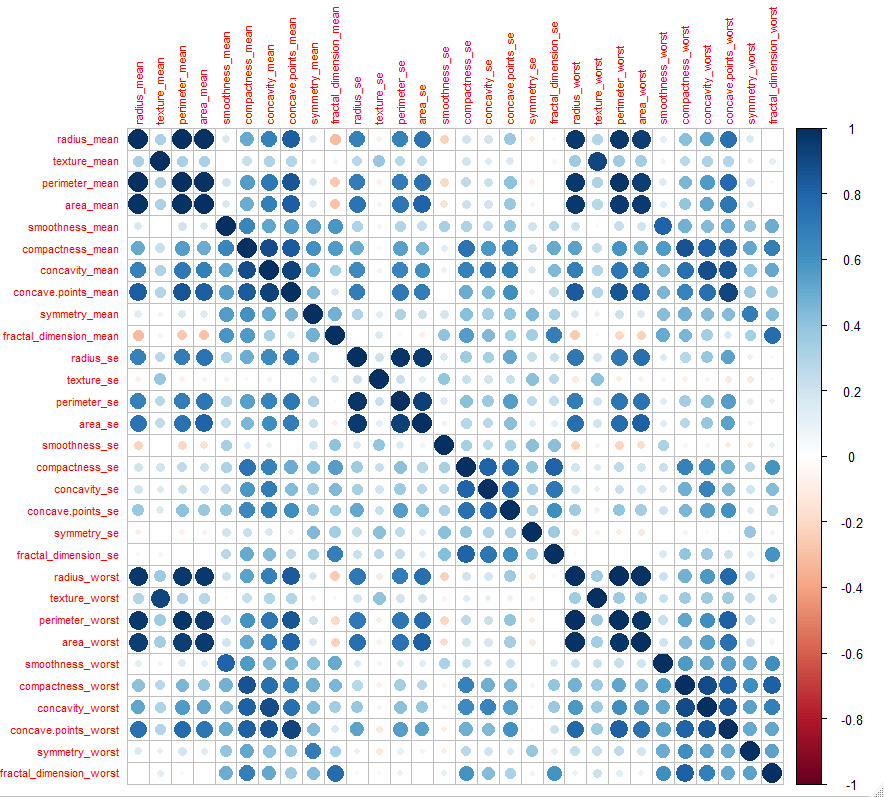 radius_mean
texture_mean
perimeter_mean
area_mean
smoothness_mean
compactness_mean
concavity_mean
concave.points_mean
symmetry_mean
fractal_dimension_mean
radius_se
texture_se
perimeter_se
area_se
smoothness_se
compactness_se
concavity_se
concave.points_se
symmetry_se
fractal_dimension_se
radius_worst
texture_worst
perimeter_worst
area_worst
smoothness_worst
compactness_worst
concavity_worst
concave.points_worst
symmetry_worst
fractal_dimension_worst
radius_mean
texture_mean
perimeter_mean
area_mean
smoothness_mean
compactness_mean
concavity_mean
concave.points_mean
symmetry_mean
fractal_dimension_mean
radius_se
texture_se
perimeter_se
area_se
smoothness_se
compactness_se
concavity_se
concave.points_se
symmetry_se
fractal_dimension_se
radius_worst
texture_worst
perimeter_worst
area_worst
smoothness_worst
compactness_worst
concavity_worst
concave.points_worst
symmetry_worst
fractal_dimension_worst
1
0.8
0.6
0.4
0.2
0
-0.2
-0.4
-0.6
-0.8
-1